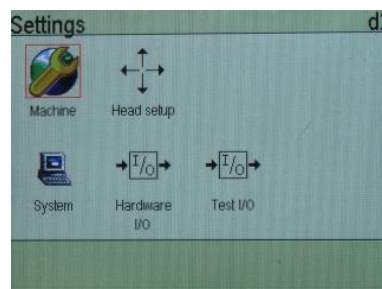 Settings
Machine
Head setup
I/O
I/O
System
Hardware
I/O
Test I/O